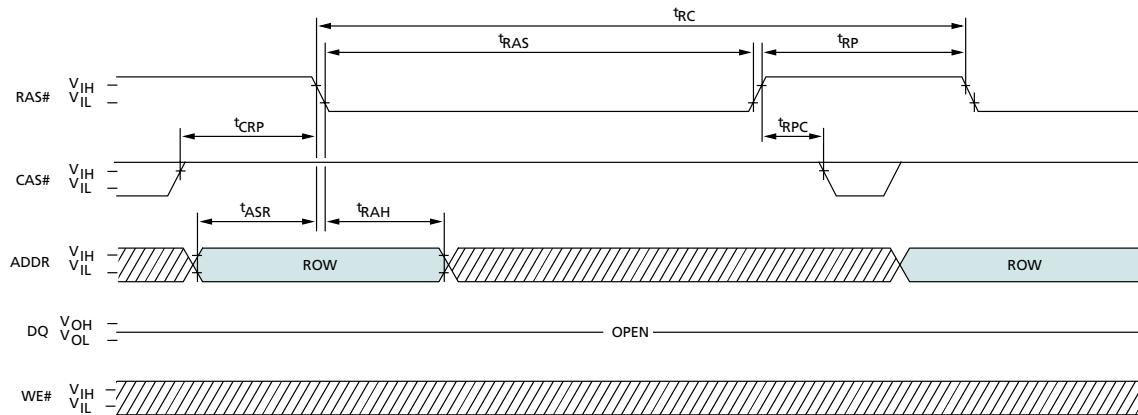 tRC
tRAS
tRP
RAS#
VIH
VIL
tCRP
tRPC
CAS#
VIH
VIL
tASR
tRAH
ADDR
VIH
VIL
ROW
ROW
DQ
VOH
VOL
OPEN
WE#
VIH
VIL